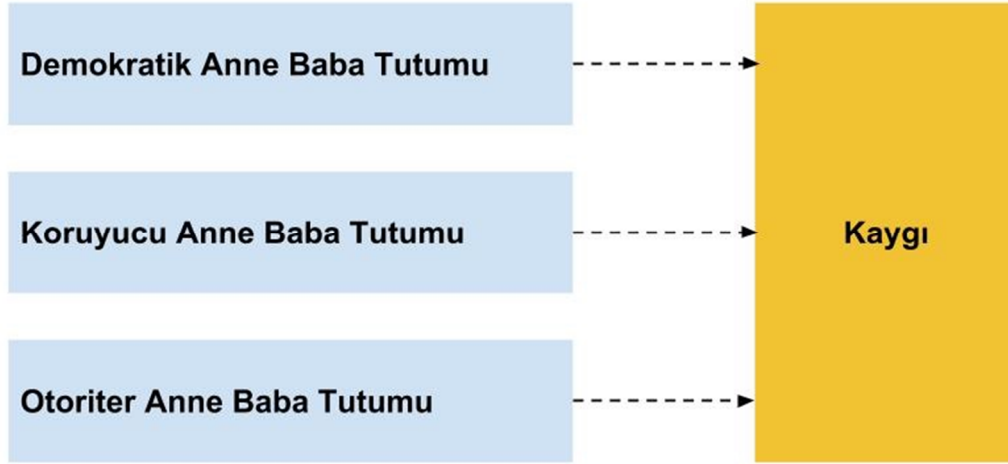 Demokratik Anne Baba Tutumu
Koruyucu Anne Baba Tutumu
Kaygı
Otoriter Anne Baba Tutumu